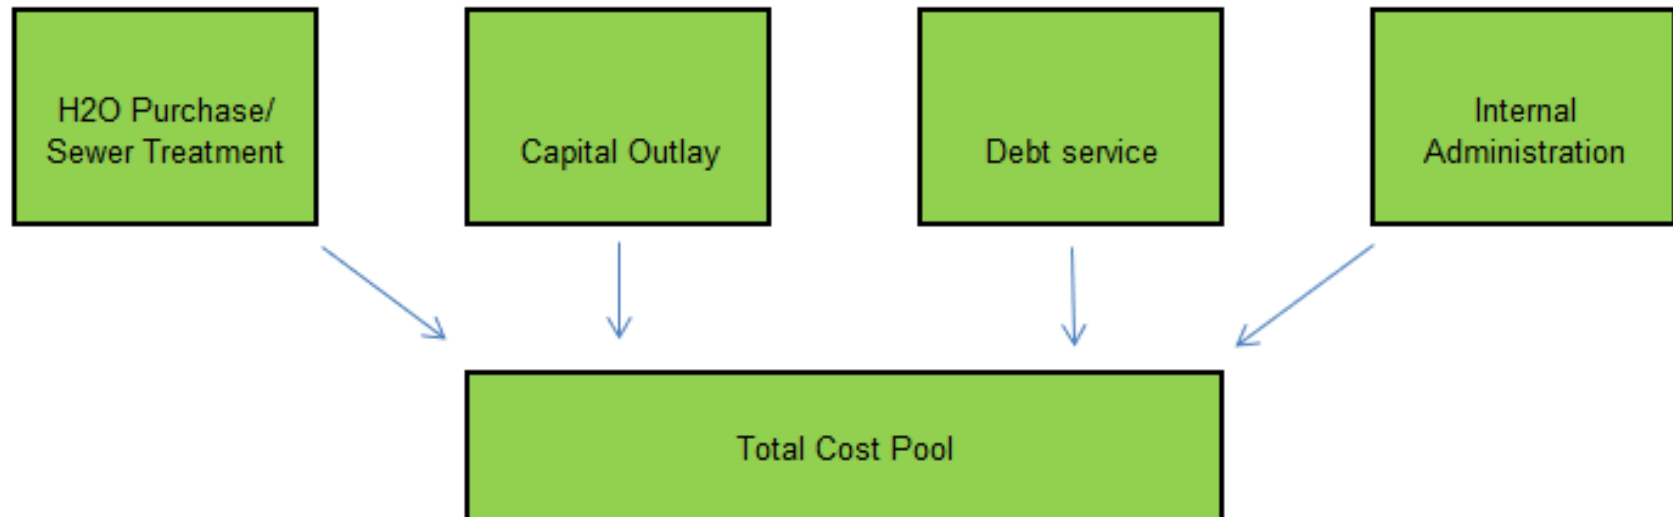 H2O Purchase/
Sewer Treatment
Capital Outlay
Debt service
Internal
Administration
Total Cost Pool